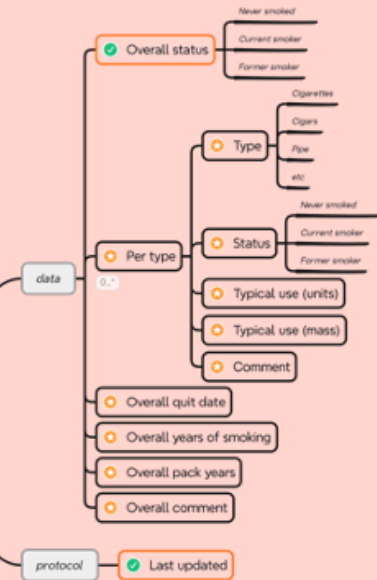 Never smoked
Overall status
Current smoker
Former smoker
Cigarettes
Cigars
Type
Pipe
etc
Never smoked
Status
Current smoker
Former smoker
Per type
0..*
data
Typical use (units)
Typical use (mass)
Comment
Overall quit date
Overall years of smoking
Overall pack years
Overall comment
protocol
Last updated